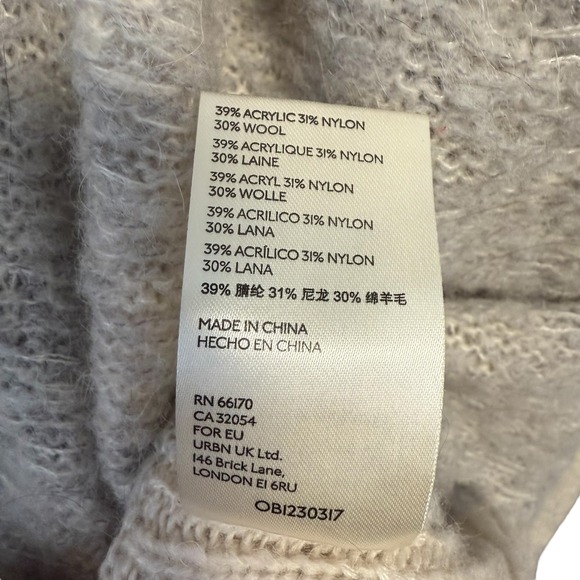 39% ACRYLIC 31% NYLON
30% WOOL
39% ACRYLIQUE 31% NYLON
30% LAINE
39% ACRYL 31% NYLON
30% WOLLE
39% ACRILICO 31% NYLON
30% LANA
39% ACRÍLICO 31% NYLON
30% LANA
39% 腈纶 31% 尼龙 30% 绵羊毛
MADE IN CHINA
HECHO EN CHINA
RN 66170
CA 32054
FOR EU
URBN UK Ltd.
146 Brick Lane,
LONDON E1 6RU
OB1230317